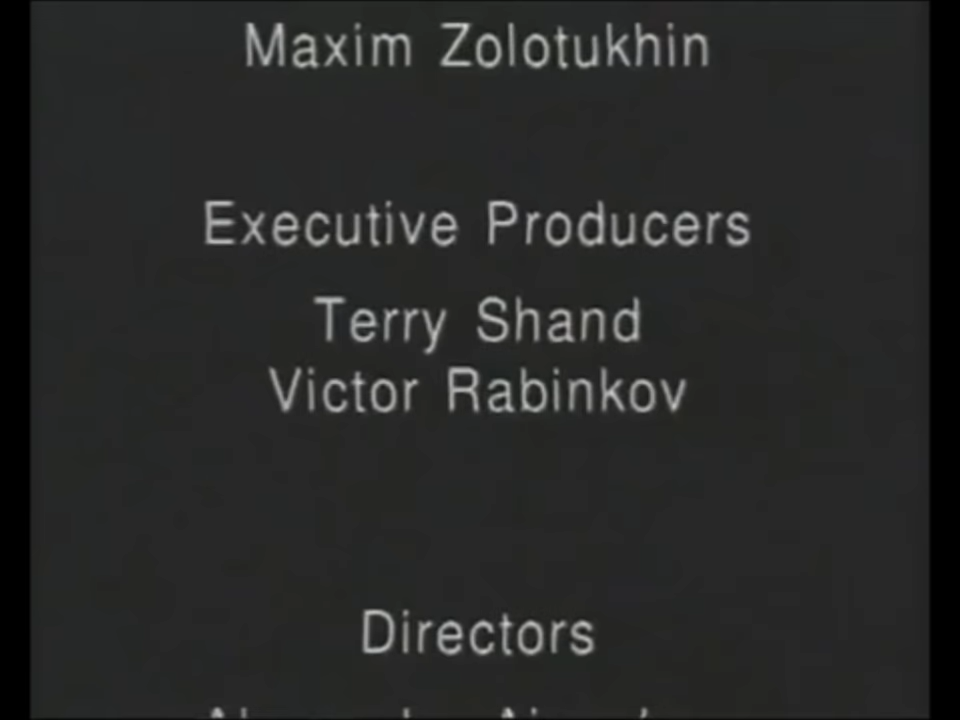 Maxim Zolotukhin
Executive Producers
Terry Shand
Victor Rabinkov
Directors